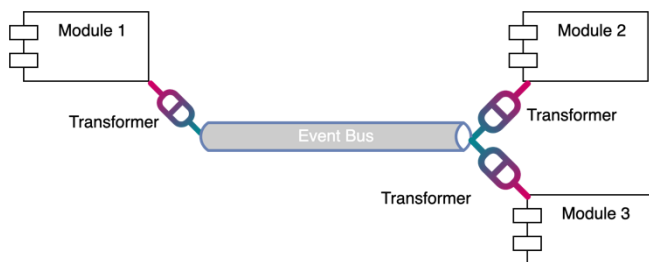 Module 1
Module 2
Transformer
Transformer
Event Bus
Transformer
Module 3